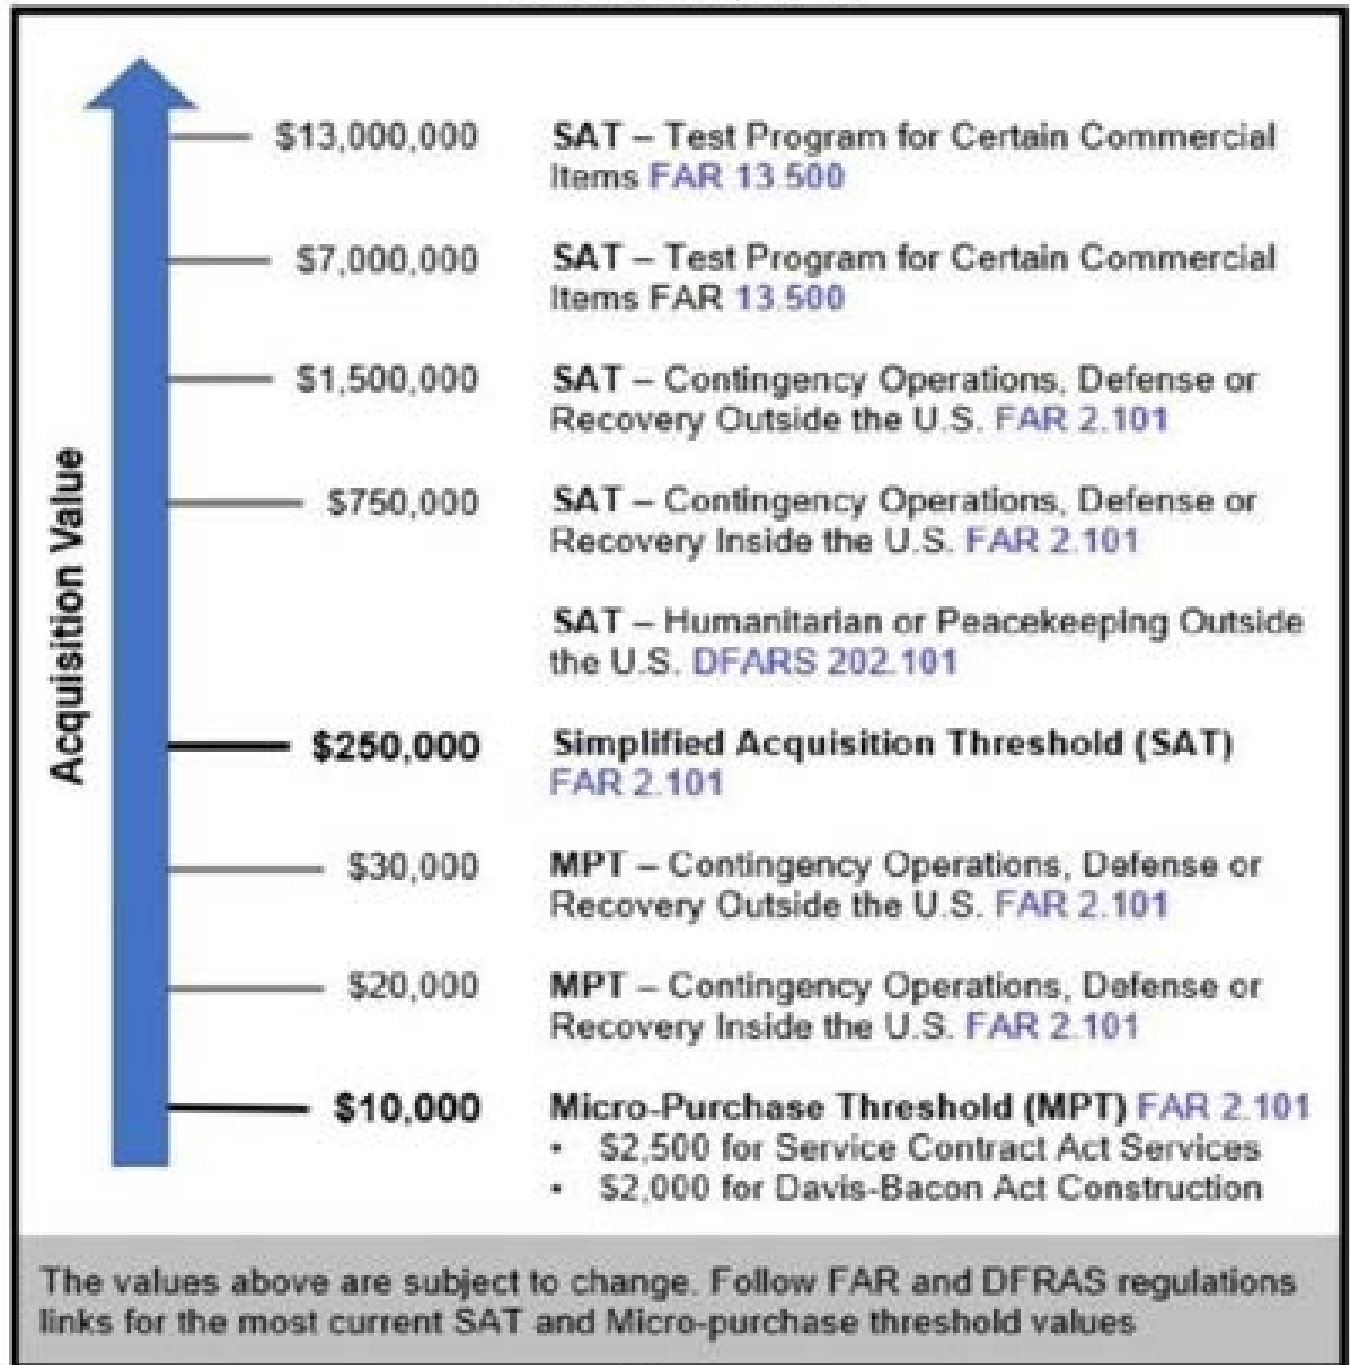 $13,000,000 SAT – Test Program for Certain Commercial
Items FAR 13.500
$7,000,000 SAT – Test Program for Certain Commercial
Items FAR 13.500
$1,500,000 SAT – Contingency Operations, Defense or
Recovery Outside the U.S. FAR 2.101
$750,000 SAT – Contingency Operations, Defense or
Recovery Inside the U.S. FAR 2.101
SAT – Humanitarian or Peacekeeping Outside
the U.S. DFARS 202.101
Acquisition Value
$250,000 Simplified Acquisition Threshold (SAT)
FAR 2.101
$30,000 MPT – Contingency Operations, Defense or
Recovery Outside the U.S. FAR 2.101
$20,000 MPT – Contingency Operations, Defense or
Recovery Inside the U.S. FAR 2.101
$10,000 Micro-Purchase Threshold (MPT) FAR 2.101
• $2,500 for Service Contract Act Services
• $2,000 for Davis-Bacon Act Construction
The values above are subject to change. Follow FAR and DFRAS regulations
links for the most current SAT and Micro-purchase threshold values